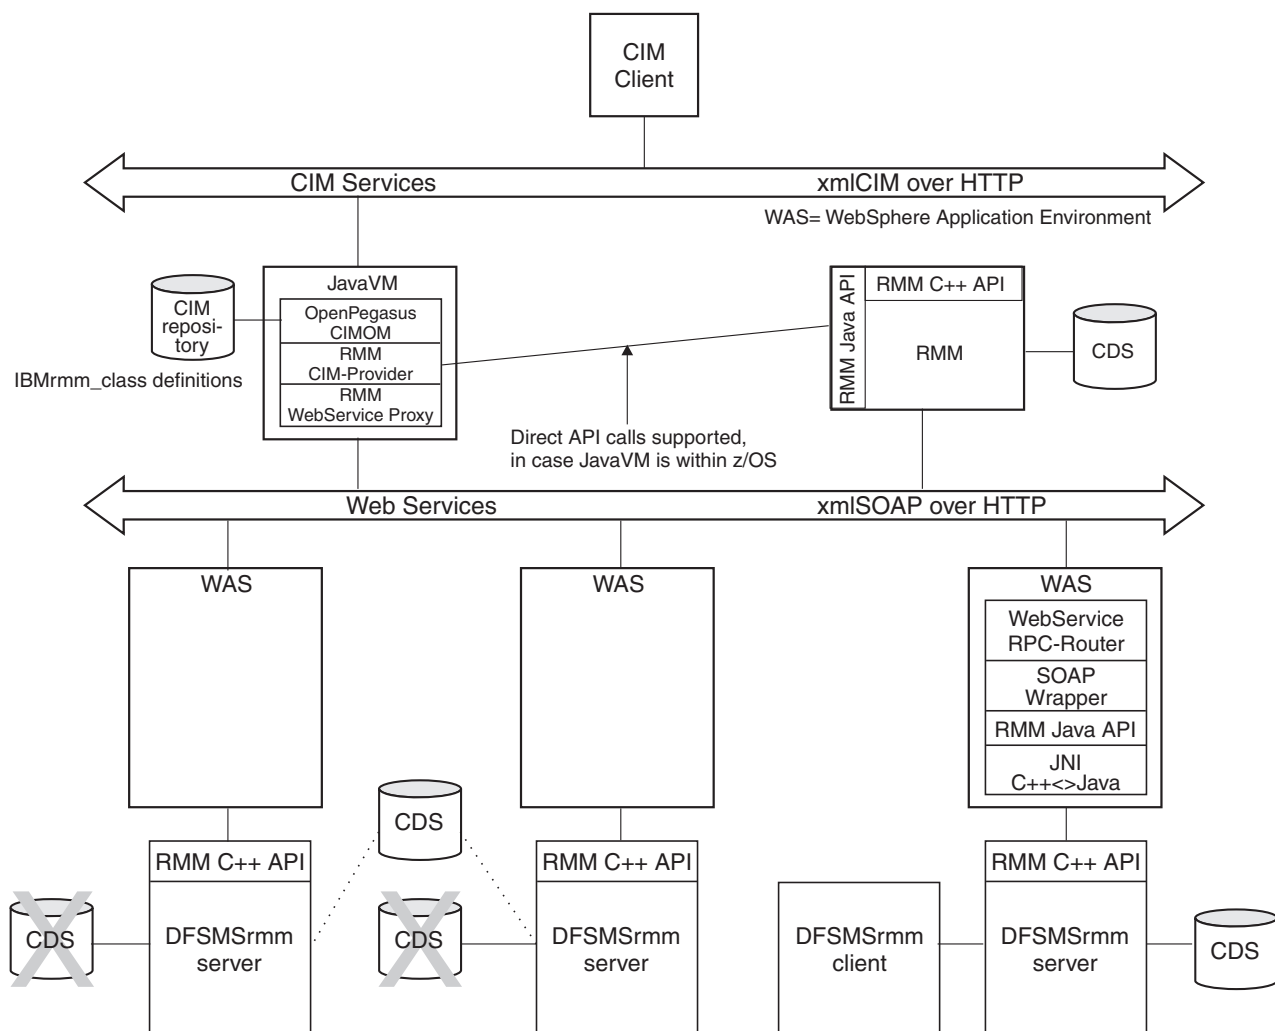 CIM
Client
CIM Services
xmlCIM over HTTP
WAS= WebSphere Application Environment
CIM
reposi-
tory
IBMrmm_class definitions
JavaVM
OpenPegasus
CIMOM
RMM
CIM-Provider
RMM
WebService Proxy
Direct API calls supported,
in case JavaVM is within z/OS
RMM Java API
RMM C++ API
RMM
CDS
Web Services
xmlSOAP over HTTP
WAS
WAS
WAS
WebService
RPC-Router
SOAP
Wrapper
RMM Java API
JNI
C++<>Java
CDS
RMM C++ API
DFSMSrmm
server
CDS
CDS
RMM C++ API
DFSMSrmm
server
DFSMSrmm
client
RMM C++ API
DFSMSrmm
server
CDS